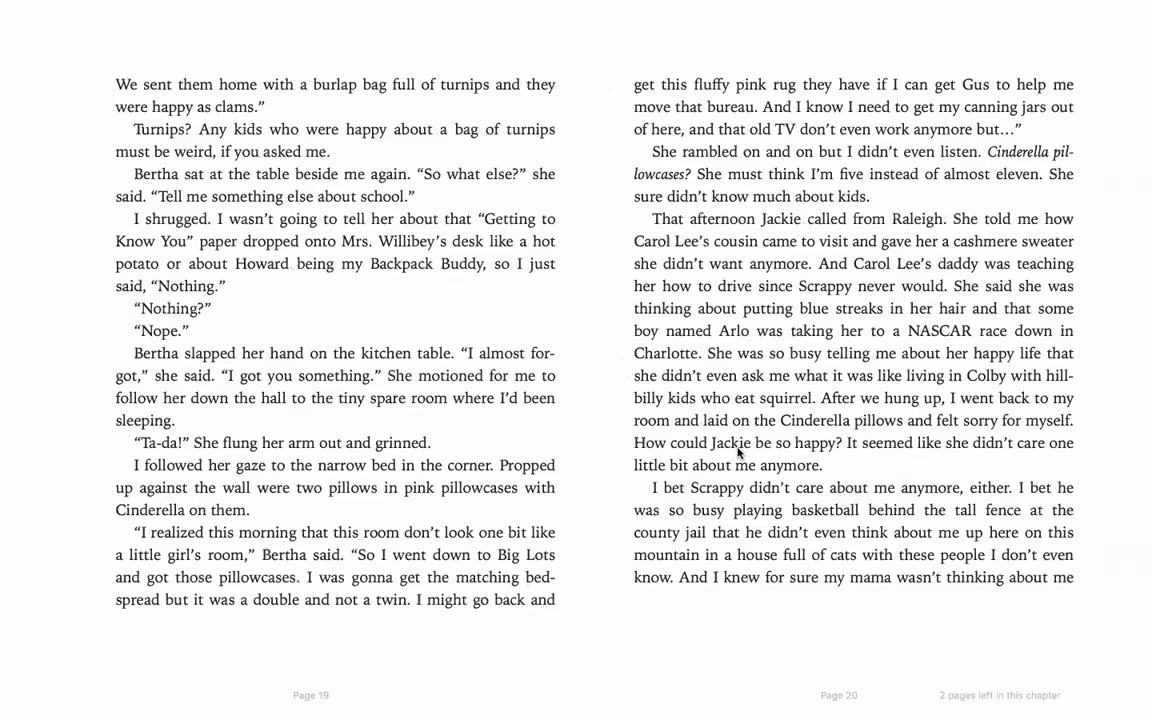 We sent them home with a burlap bag full of turnips and they
were happy as clams.”
Turnips? Any kids who were happy about a bag of turnips
must be weird, if you asked me.
Bertha sat at the table beside me again. “So what else?” she
said. “Tell me something else about school.”
I shrugged. I wasn’t going to tell her about that “Getting to
Know You” paper dropped onto Mrs. Willibey’s desk like a hot
potato or about Howard being my Backpack Buddy, so I just
said, “Nothing.”
“Nothing?”
“Nope.”
Bertha slapped her hand on the kitchen table. “I almost for-
got,” she said. “I got you something.” She motioned for me to
follow her down the hall to the tiny spare room where I’d been
sleeping.
“Ta-da!” She flung her arm out and grinned.
I followed her gaze to the narrow bed in the corner. Propped
up against the wall were two pillows in pink pillowcases with
Cinderella on them.
“I realized this morning that this room don’t look one bit like
a little girl’s room,” Bertha said. “So I went down to Big Lots
and got those pillowcases. I was gonna get the matching bed-
spread but it was a double and not a twin. I might go back and
Page 19
get this fluffy pink rug they have if I can get Gus to help me
move that bureau. And I know I need to get my canning jars out
of here, and that old TV don’t even work anymore but…”
She rambled on and on but I didn’t even listen. Cinderella pil-
lowcases? She must think I’m five instead of almost eleven. She
sure didn’t know much about kids.
That afternoon Jackie called from Raleigh. She told me how
Carol Lee’s cousin came to visit and gave her a cashmere sweater
she didn’t want anymore. And Carol Lee’s daddy was teaching
her how to drive since Scrappy never would. She said she was
thinking about putting blue streaks in her hair and that some
boy named Arlo was taking her to a NASCAR race down in
Charlotte. She was so busy telling me about her happy life that
she didn’t even ask me what it was like living in Colby with hill-
billy kids who eat squirrel. After we hung up, I went back to my
room and laid on the Cinderella pillows and felt sorry for myself.
How could Jackie be so happy? It seemed like she didn’t care one
little bit about me anymore.
I bet Scrappy didn’t care about me anymore, either. I bet he
was so busy playing basketball behind the tall fence at the
county jail that he didn’t even think about me up here on this
mountain in a house full of cats with these people I don’t even
know. And I knew for sure my mama wasn’t thinking about me
Page 20
2 pages left in this chapter